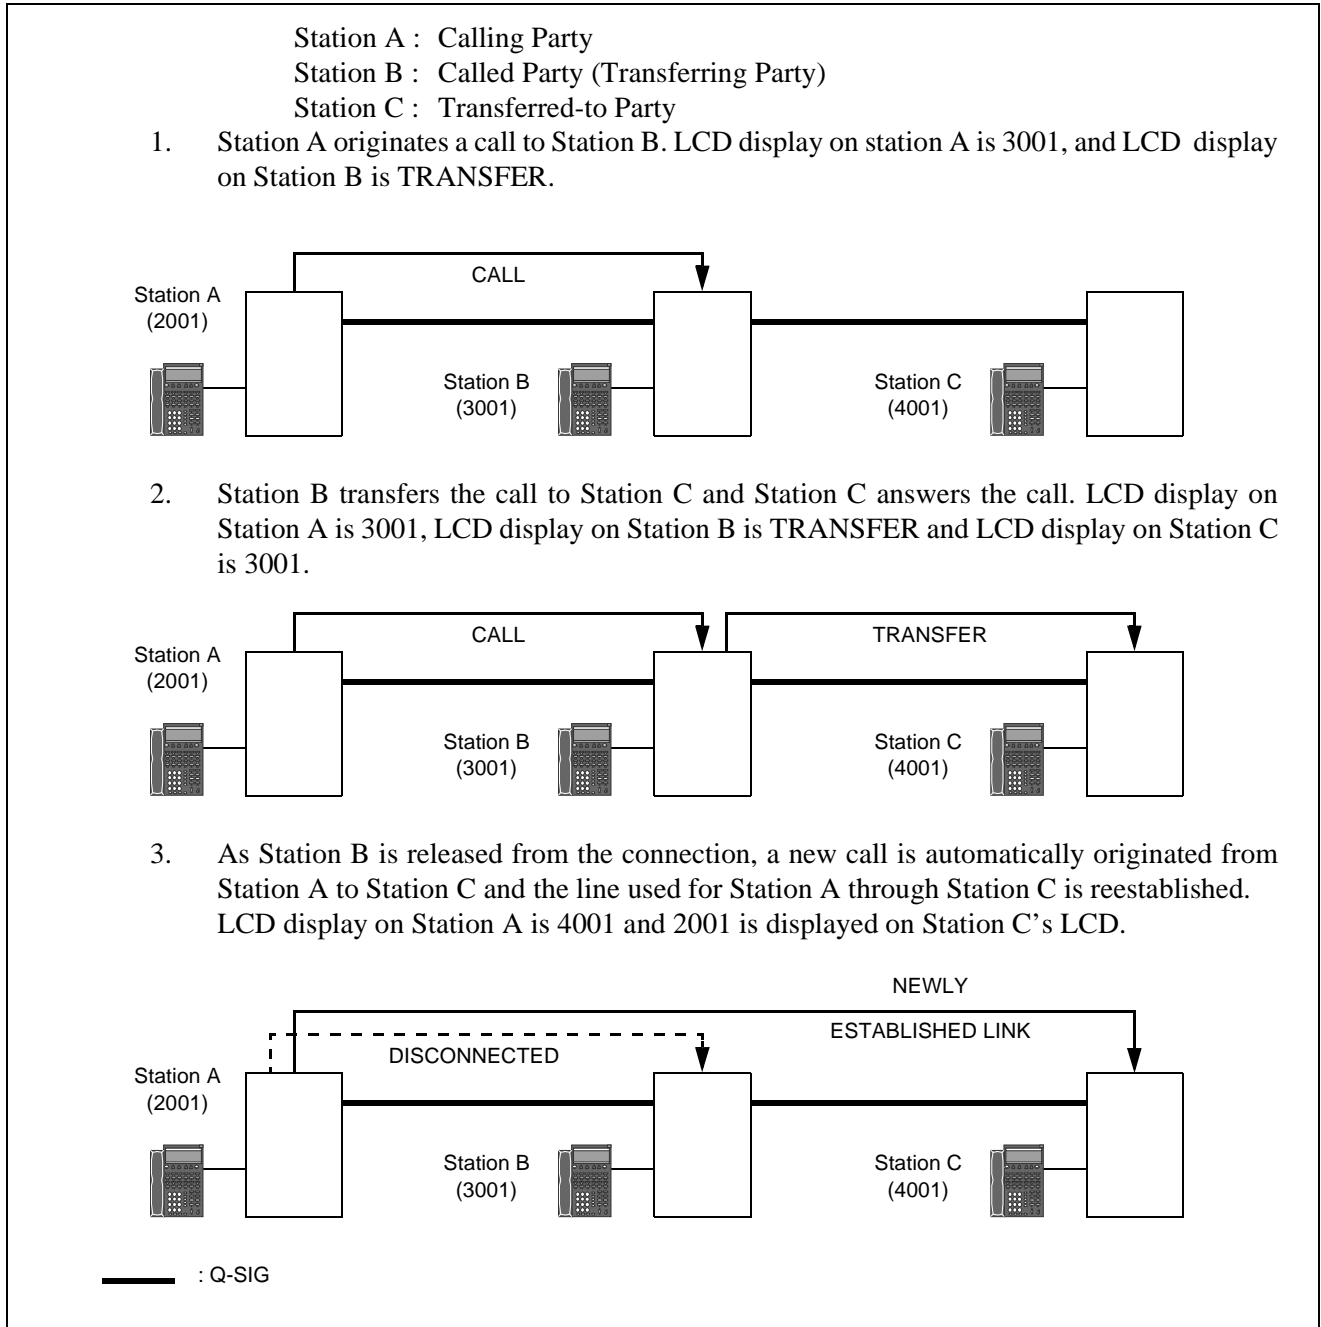 Station A : Calling Party
Station B : Called Party (Transferring Party)
Station C : Transferred-to Party
1. Station A originates a call to Station B. LCD display on station A is 3001, and LCD display
on Station B is TRANSFER.
CALL
Station A
(2001)
Station B
(3001)
Station C
(4001)
2. Station B transfers the call to Station C and Station C answers the call. LCD display on
Station A is 3001, LCD display on Station B is TRANSFER and LCD display on Station C
is 3001.
CALL
TRANSFER
Station A
(2001)
Station B
(3001)
Station C
(4001)
3. As Station B is released from the connection, a new call is automatically originated from
Station A to Station C and the line used for Station A through Station C is reestablished.
LCD display on Station A is 4001 and 2001 is displayed on Station C’s LCD.
NEWLY
ESTABLISHED LINK
DISCONNECTED
Station A
(2001)
Station B
(3001)
Station C
(4001)
: Q-SIG